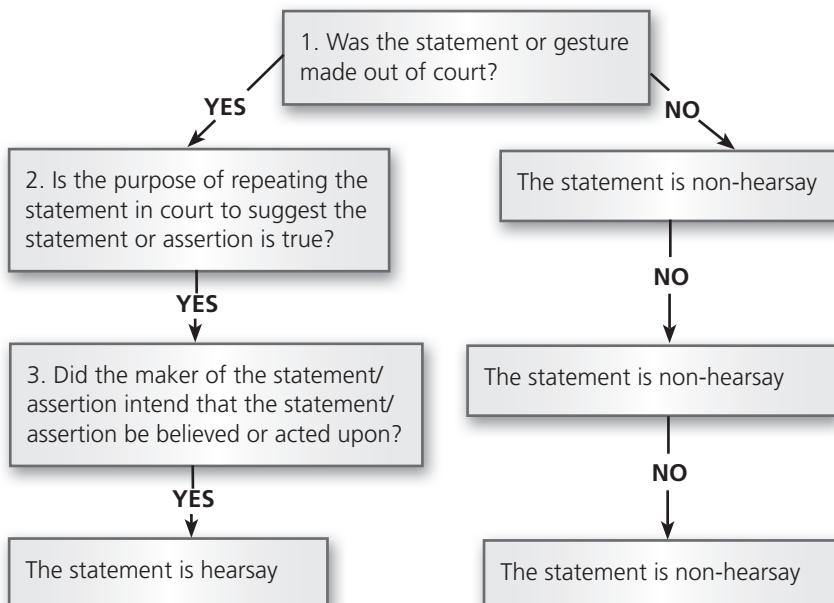 1. Was the statement or gesture
made out of court?
YES
NO
2. Is the purpose of repeating the
statement in court to suggest the
statement or assertion is true?
The statement is non-hearsay
YES
NO
3. Did the maker of the statement/
assertion intend that the statement/
assertion be believed or acted upon?
The statement is non-hearsay
YES
NO
The statement is hearsay
The statement is non-hearsay